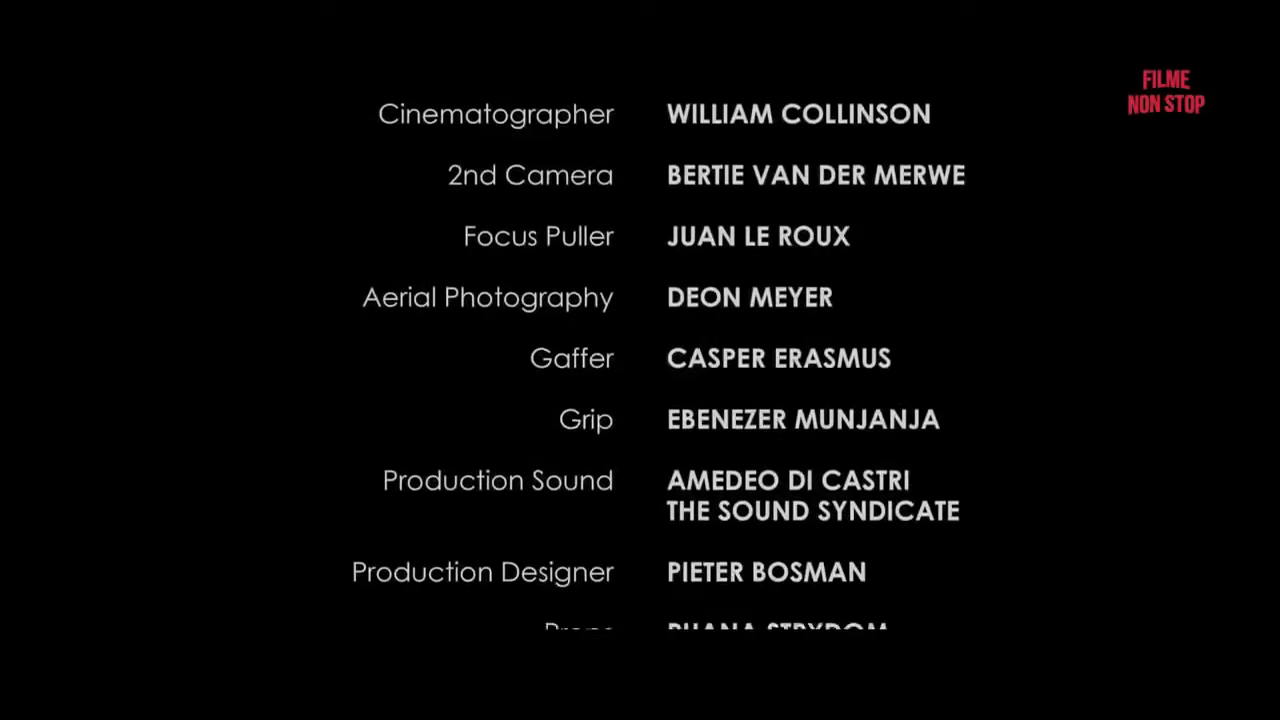 FILME
NON STOP
Cinematographer WILLIAM COLLINSON
2nd Camera BERTIE VAN DER MERWE
Focus Puller JUAN LE ROUX
Aerial Photography DEON MEYER
Gaffer CASPER ERASMUS
Grip EBENEZER MUNJANJA
Production Sound AMEDEO DI CASTRI
THE SOUND SYNDICATE
Production Designer PIETER BOSMAN
Props STRYDOM